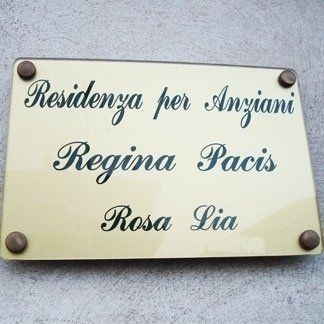 Residenza per Anziani
Regina Pacis
Rosa Lia